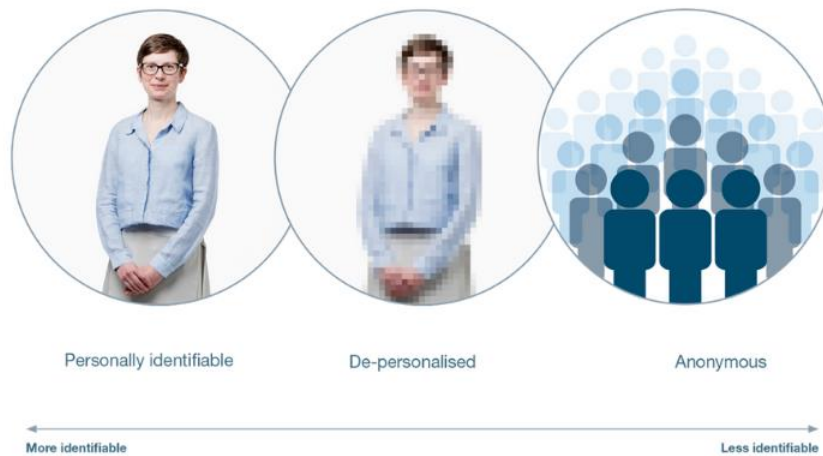 Personally identifiable
De-personalised
Anonymous
More identifiable
Less identifiable